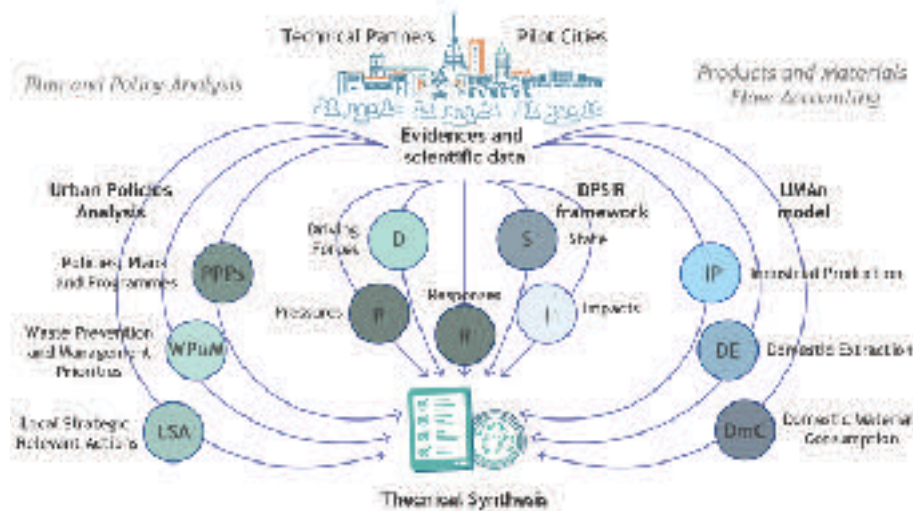 Technical Partners
Pilot Cities
Plan and Policy Analysis
Products and Materials
Flow Accounting
Evidences and
scientific data
Urban Policies
Analysis
DPSIR
framework
UMAn
model
Driving
Forces
D
S
State
Policies, Plans
and Programmes
PPPs
IP
Industrial Production
Pressures
P
Responses
R
I
Impacts
Waste Prevention
and Management
Priorities
WPaM
DE
Domestic Extraction
Local Strategic
Relevant Actions
LSA
DmC
Domestic Material
Consumption
Thecnical Synthesis